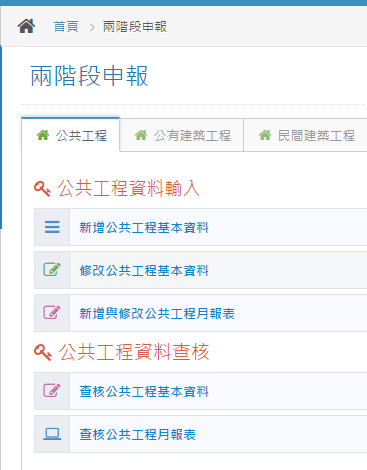 首頁 > 兩階段申報
兩階段申報
公共工程 公有建築工程 民間建築工程
公共工程資料輸入
新增公共工程基本資料
修改公共工程基本資料
新增與修改公共工程月報表
公共工程資料查核
查核公共工程基本資料
查核公共工程月報表